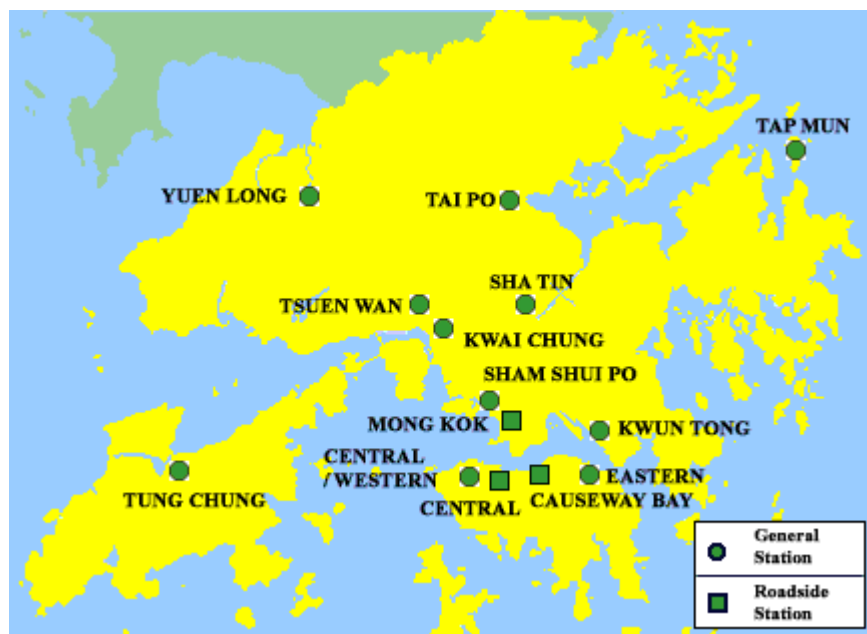 TAP MUN
YUEN LONG
TAI PO
SHA TIN
TSUEN WAN
KWAI CHUNG
SHAM SHUI PO
MONG KOK
KWUN TONG
CENTRAL
/ WESTERN
EASTERN
TUNG CHUNG
CENTRAL
CAUSEWAY BAY
General
Station
Roadside
Station